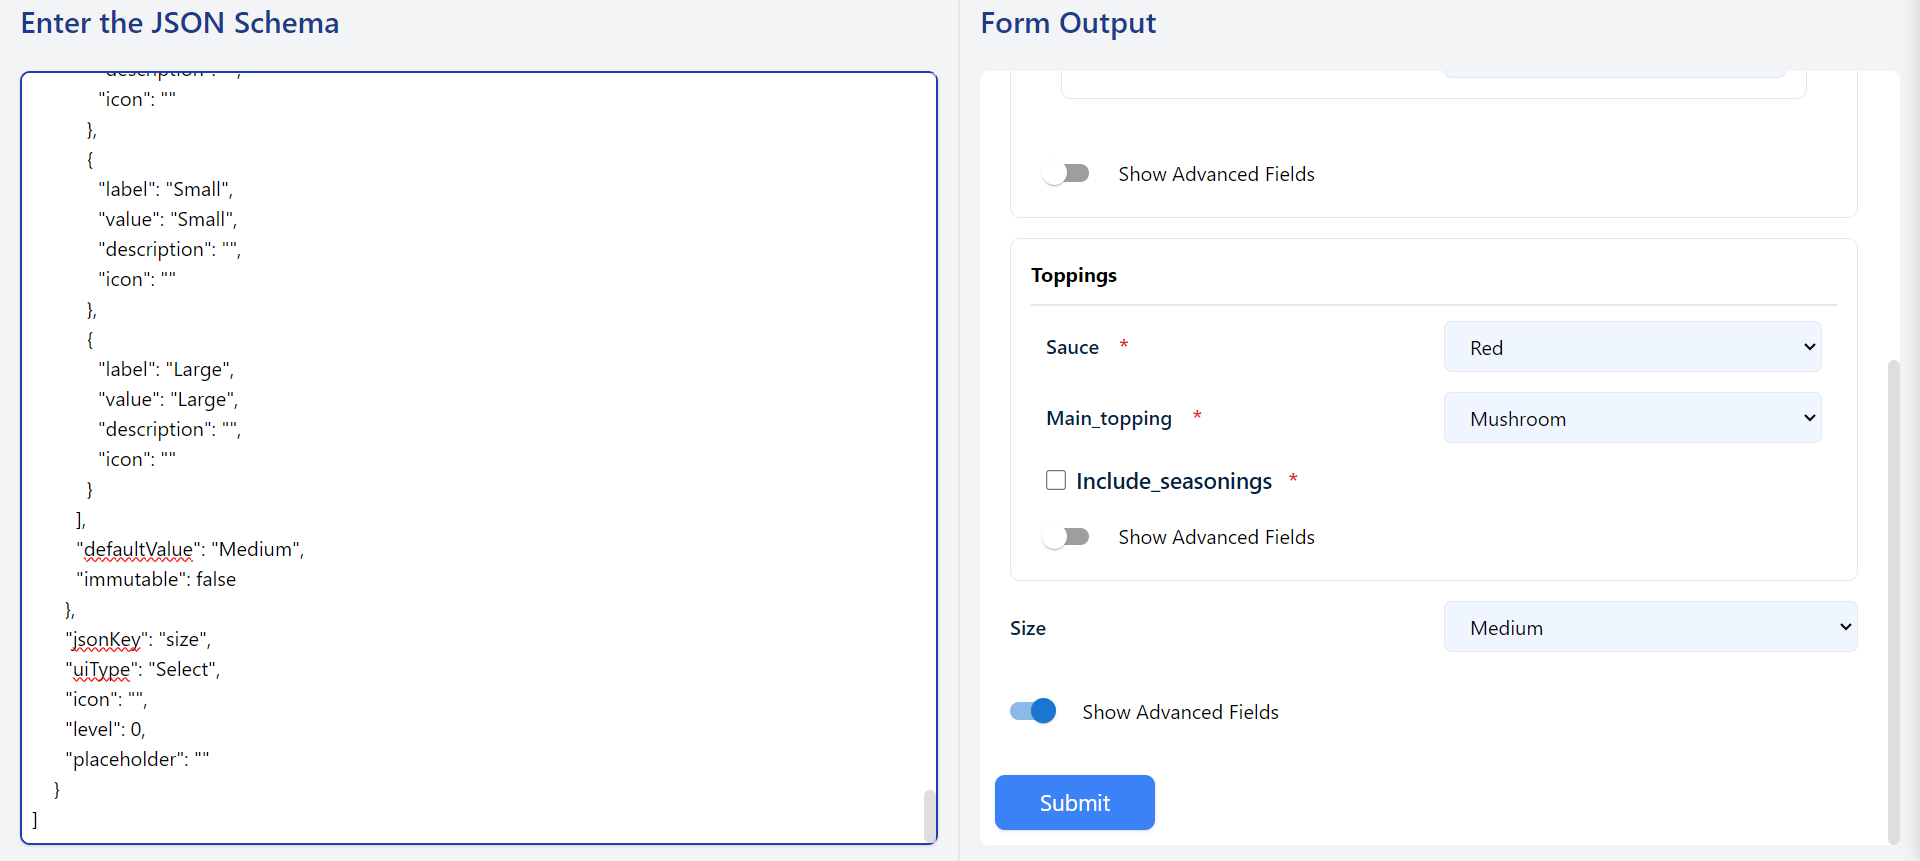 Enter the JSON Schema
"description": "",
"icon": ""
},
{
"label": "Small",
"value": "Small",
"description": "",
"icon": ""
},
{
"label": "Large",
"value": "Large",
"description": "",
"icon": ""
}
],
"defaultValue": "Medium",
"immutable": false
},
"jsonKey": "size",
"uiType": "Select",
"icon": "",
"level": 0,
"placeholder": ""
}
]
Form Output
Show Advanced Fields
Toppings
Sauce * Red
Main_topping * Mushroom
Include_seasonings *
Show Advanced Fields
Size Medium
Show Advanced Fields
Submit